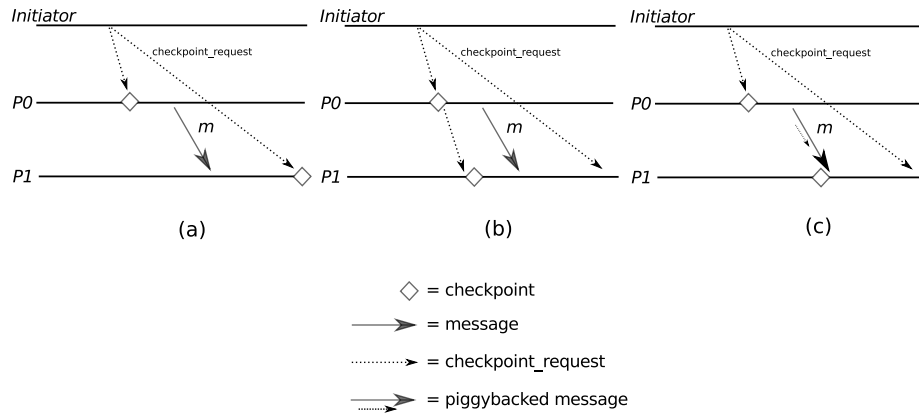 Initiator
Initiator
Initiator
checkpoint_request
checkpoint_request
checkpoint_request
P0
P0
P0
m
m
m
P1
P1
P1
(a)
(b)
(c)
= checkpoint
= message
= checkpoint_request
= piggybacked message